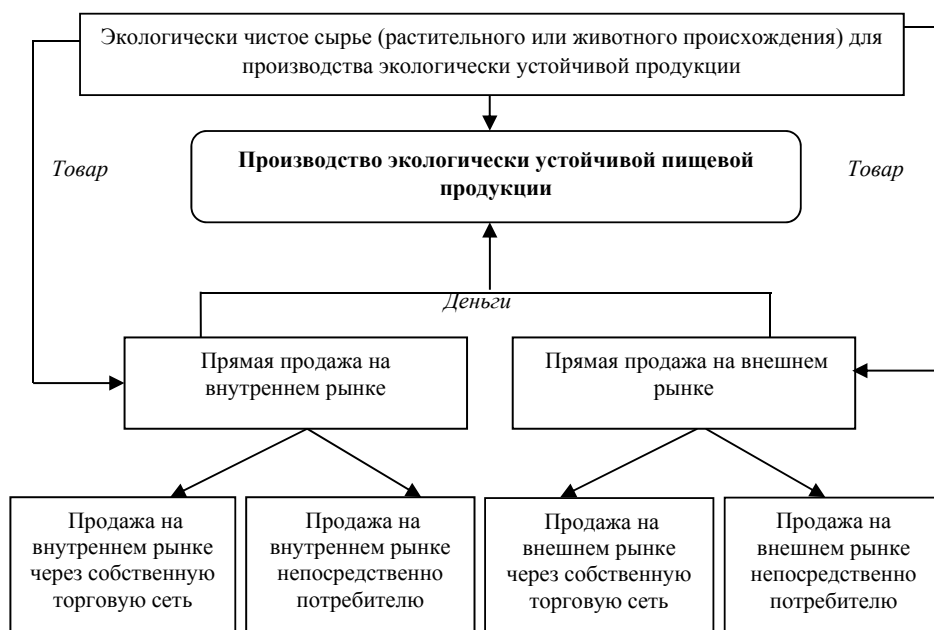 Экологически чистое сырье (растительного или животного происхождения) для
производства экологически устойчивой продукции
Товар
Производство экологически устойчивой пищевой
продукции
Товар
Деньги
Прямая продажа на
внутреннем рынке
Прямая продажа на внешнем
рынке
Продажа на
внутреннем рынке
через собственную
торговую сеть
Продажа на
внутреннем рынке
непосредственно
потребителю
Продажа на
внешнем рынке
через собственную
торговую сеть
Продажа на
внешнем рынке
непосредственно
потребителю